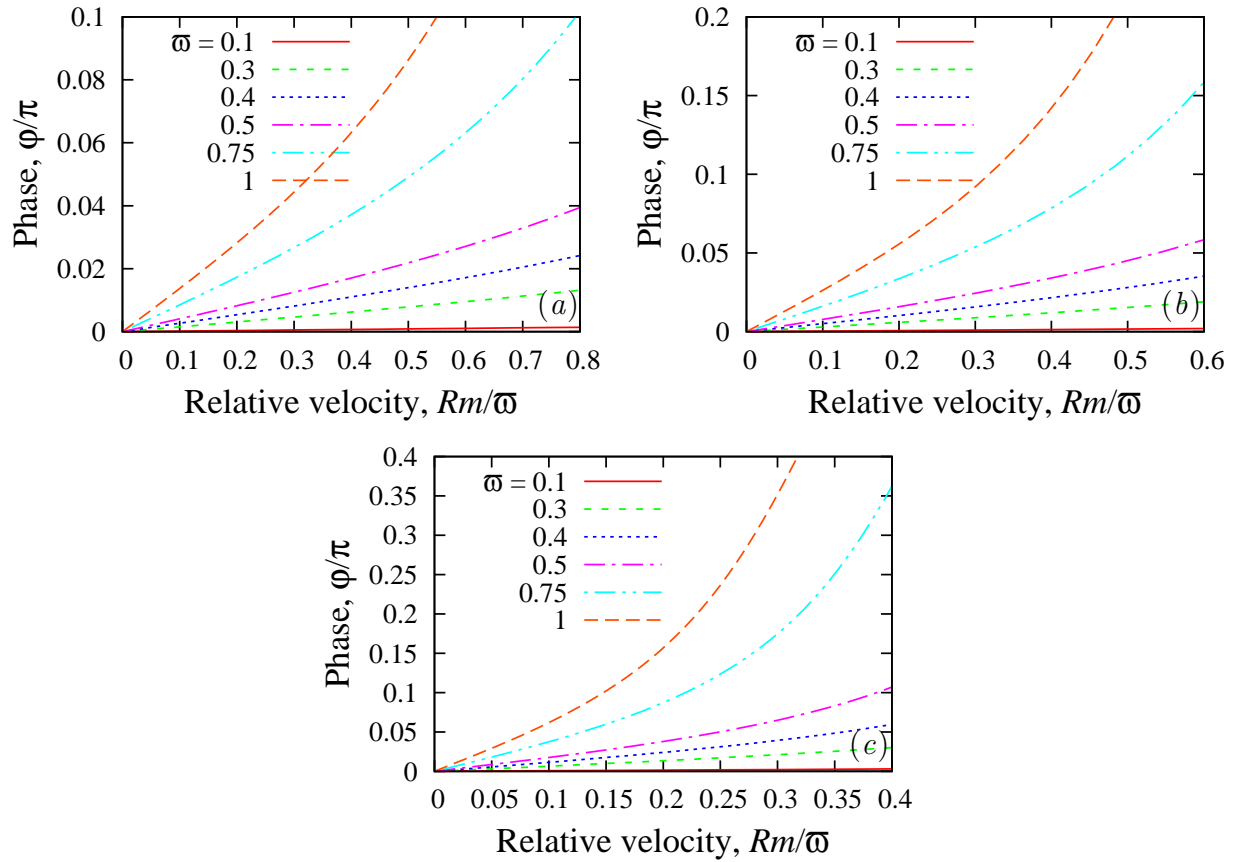 0.1
0.08
0.06
0.04
0.02
0
Phase, φ/π
ϖ = 0.1
0.3
0.4
0.5
0.75
1
(a)
0 0.1 0.2 0.3 0.4 0.5 0.6 0.7 0.8
Relative velocity, Rm/ϖ
0.2
0.15
0.1
0.05
0
Phase, φ/π
ϖ = 0.1
0.3
0.4
0.5
0.75
1
(b)
0 0.1 0.2 0.3 0.4 0.5 0.6
Relative velocity, Rm/ϖ
0.4
0.35
0.3
0.25
0.2
0.15
0.1
0.05
0
Phase, φ/π
ϖ = 0.1
0.3
0.4
0.5
0.75
1
(c)
0 0.05 0.1 0.15 0.2 0.25 0.3 0.35 0.4
Relative velocity, Rm/ϖ